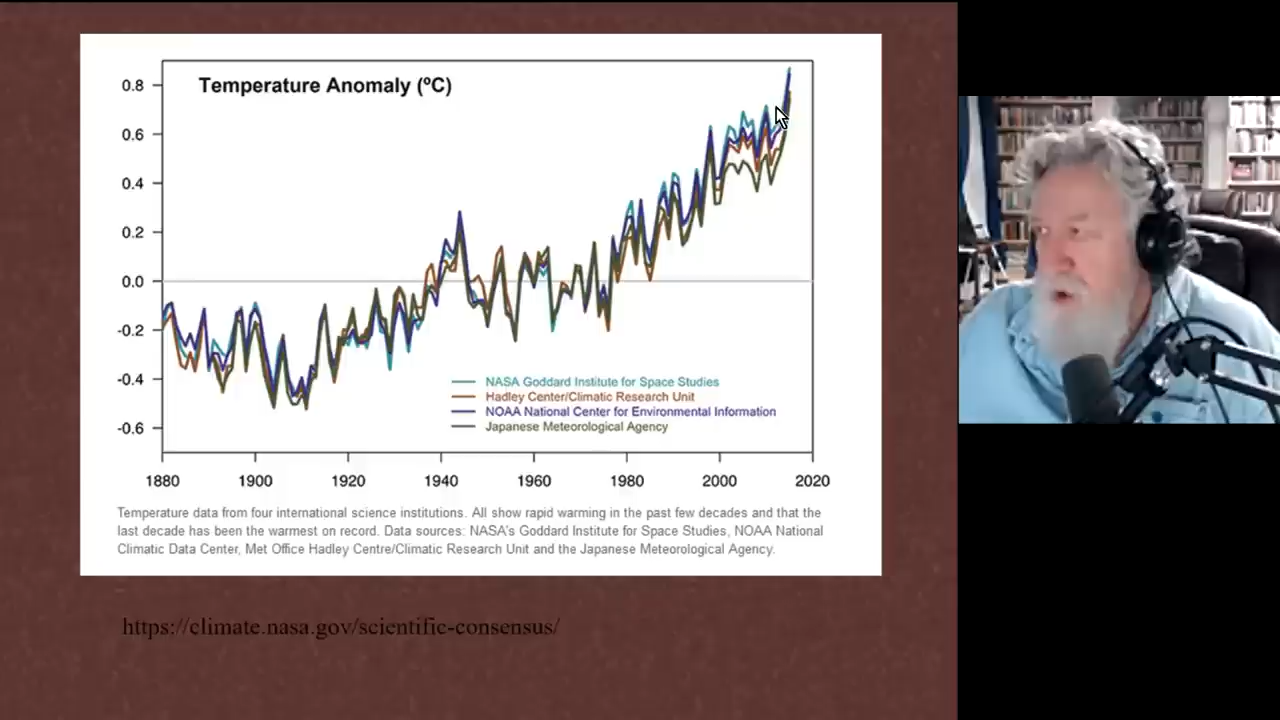 Temperature Anomaly (ºC)
0.8
0.6
0.4
0.2
0.0
-0.2
-0.4
-0.6
NASA Goddard Institute for Space Studies
Hadley Center/Climatic Research Unit
NOAA National Center for Environmental Information
Japanese Meteorological Agency
1880 1900 1920 1940 1960 1980 2000 2020
Temperature data from four international science institutions. All show rapid warming in the past few decades and that the
last decade has been the warmest on record. Data sources: NASA's Goddard Institute for Space Studies, NOAA National
Climatic Data Center, Met Office Hadley Centre/Climatic Research Unit and the Japanese Meteorological Agency.
https://climate.nasa.gov/scientific-consensus/